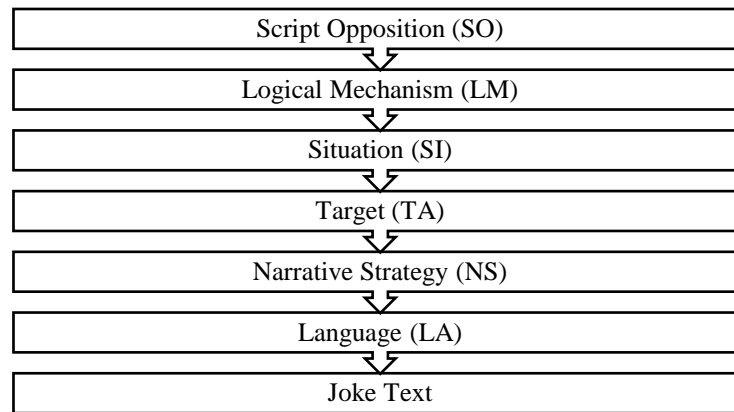 Script Opposition (SO)
Logical Mechanism (LM)
Situation (SI)
Target (TA)
Narrative Strategy (NS)
Language (LA)
Joke Text